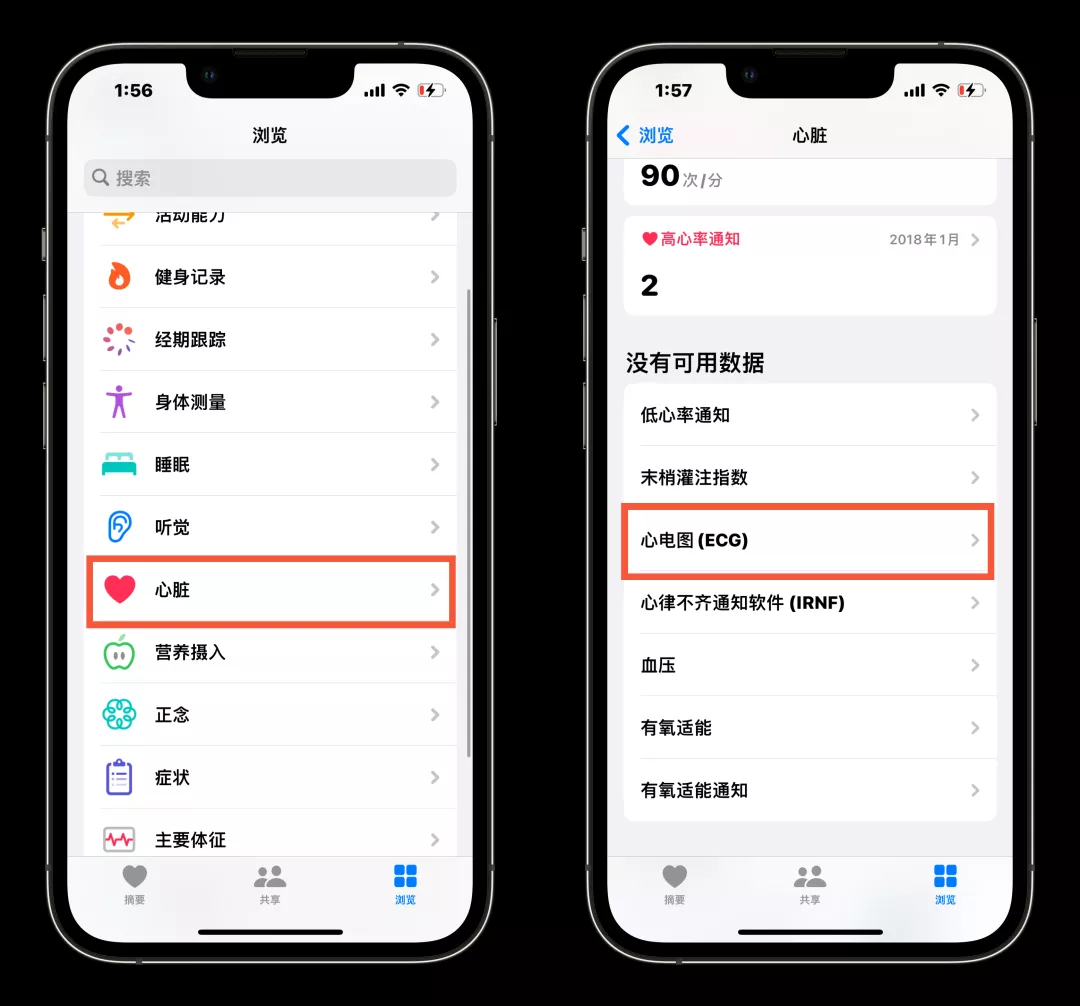 1:56
浏览
搜索
活动能力
健身记录
经期跟踪
身体测量
睡眠
听觉
心脏
营养摄入
正念
症状
主要体征
摘要
共享
浏览
1:57
浏览
心脏
90次/分
高心率通知
2018年1月
2
没有可用数据
低心率通知
末梢灌注指数
心电图 (ECG)
心律不齐通知软件 (IRNF)
血压
有氧适能
有氧适能通知
摘要
共享
浏览